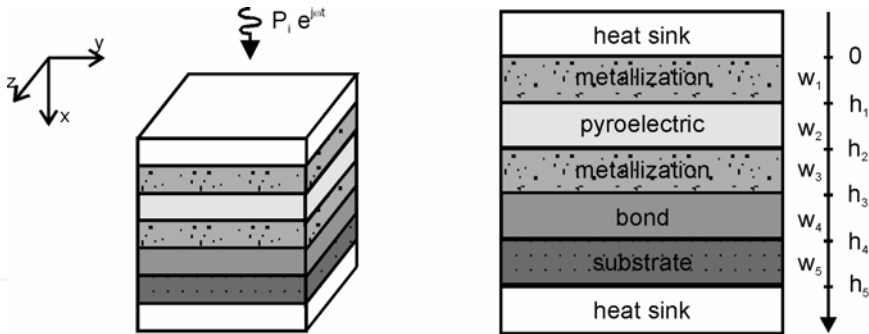 P_i e^{jωt}
y
z
x
heat sink
0
metallization
w_1
h_1
pyroelectric
w_2
h_2
metallization
w_3
h_3
bond
w_4
h_4
substrate
w_5
h_5
heat sink